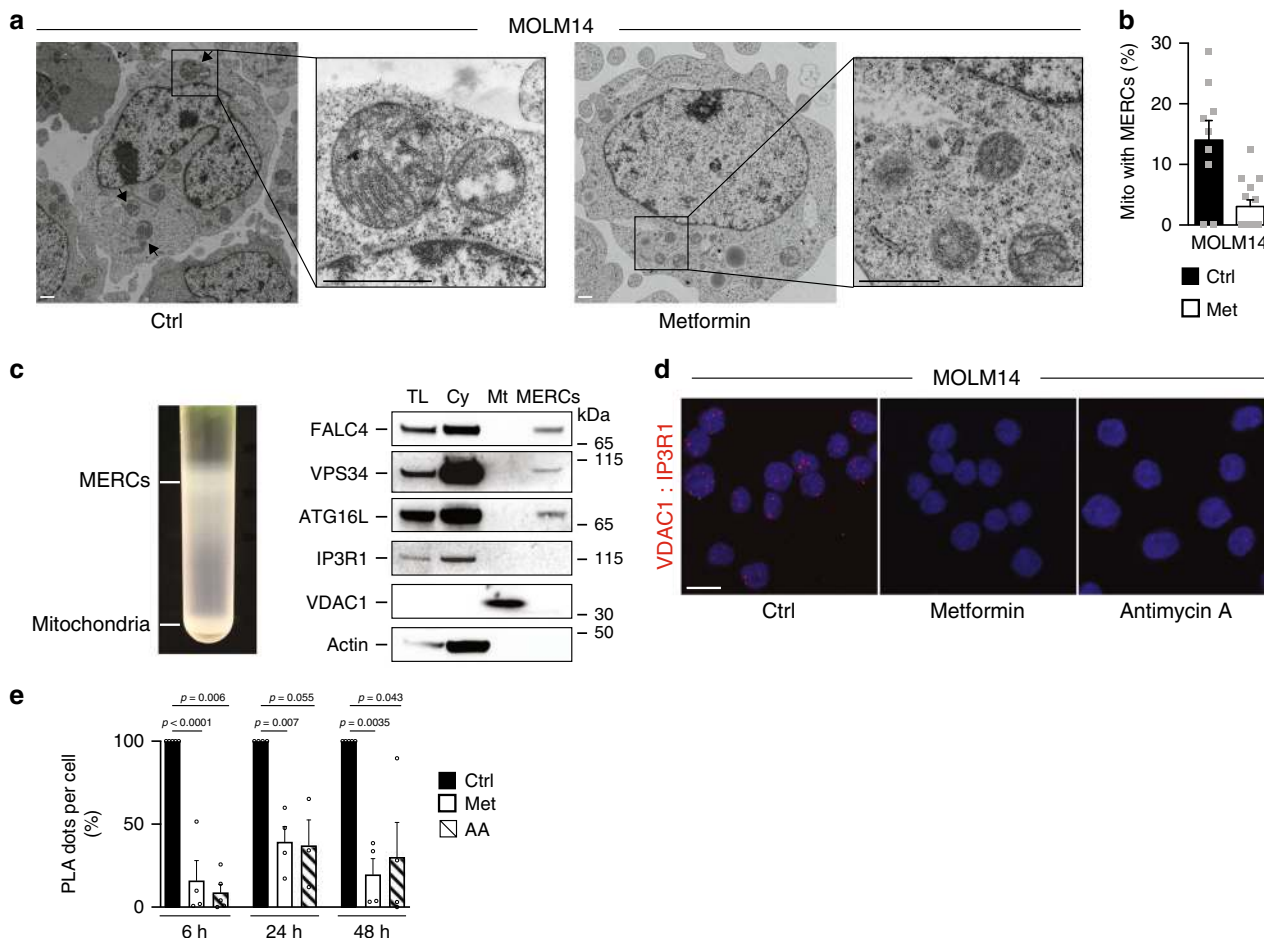 a
MOLM14
Ctrl
Metformin
b
Mito with MERCs (%)
30
20
10
0
MOLM14
Ctrl
Met
c
MERCs
Mitochondria
TL Cy Mt MERCs
kDa
FALC4
65
115
VPS34
ATG16L
65
IP3R1
115
VDAC1
30
50
Actin
d
MOLM14
VDAC1 : IP3R1
Ctrl Metformin Antimycin A
e
PLA dots per cell
(%)
100
50
0
p = 0.006 p = 0.055 p = 0.043
p < 0.0001 p = 0.007 p = 0.0035
6 h 24 h 48 h
Ctrl
Met
AA